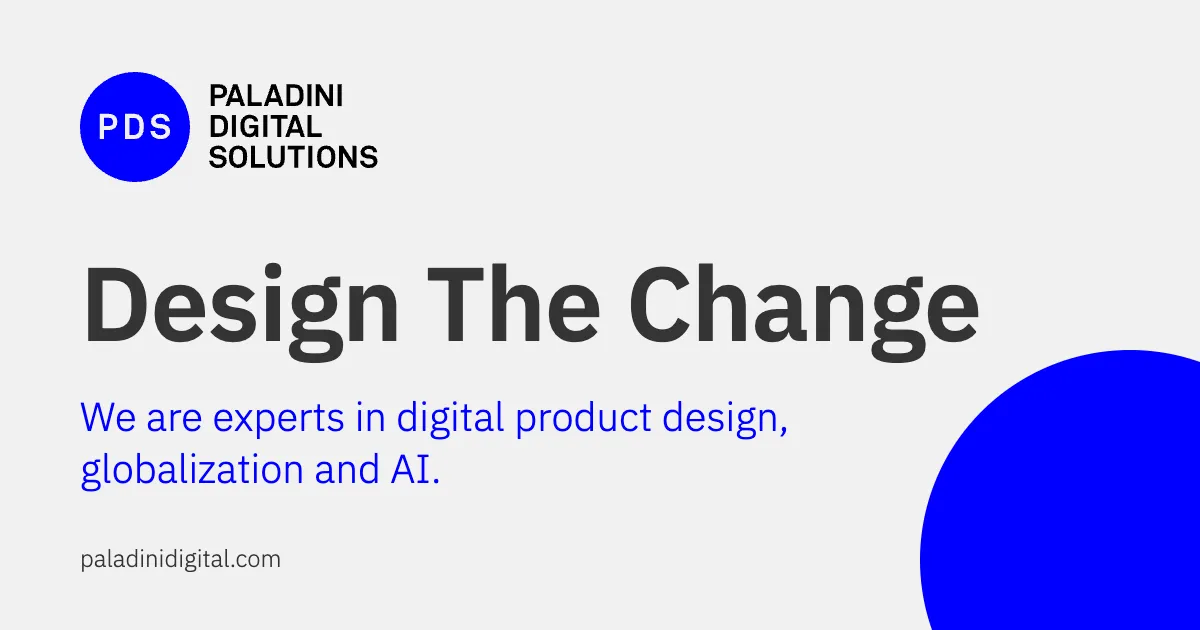 PDS
PALADINI
DIGITAL
SOLUTIONS
Design The Change
We are experts in digital product design,
globalization and AI.
paladinidigital.com